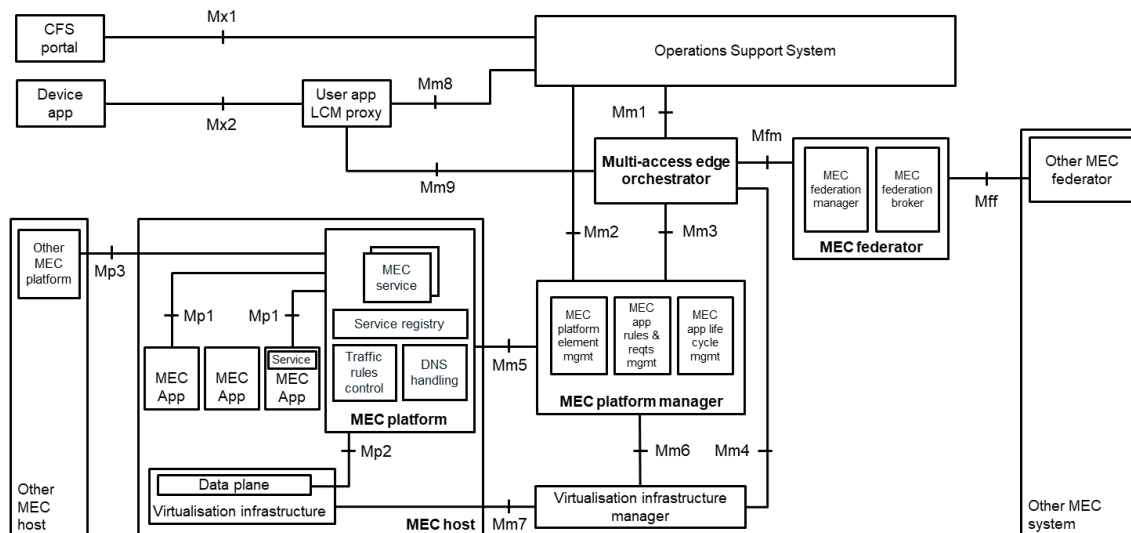 CFS
portal
Mx1
Operations Support System
Device
app
Mx2
User app
LCM proxy
Mm8
Mm1
Mm9
Multi-access edge
orchestrator
Mfm
MEC
federation
manager
MEC
federation
broker
MEC federator
Mff
Other MEC
federator
Mm2
Mm3
Other
MEC
platform
Mp3
MEC
service
Mp1
Mp1
Service registry
Traffic
rules
control
DNS
handling
MEC platform
MEC
App
MEC
App
Service
MEC
App
Mm5
MEC
platform
element
mgmt
MEC
app
rules &
reqts
mgmt
MEC
app life
cycle
mgmt
MEC platform manager
Mp2
Mm6
Mm4
Data plane
Virtualisation infrastructure
Other
MEC
host
MEC host
Mm7
Virtualisation infrastructure
manager
Other MEC
system